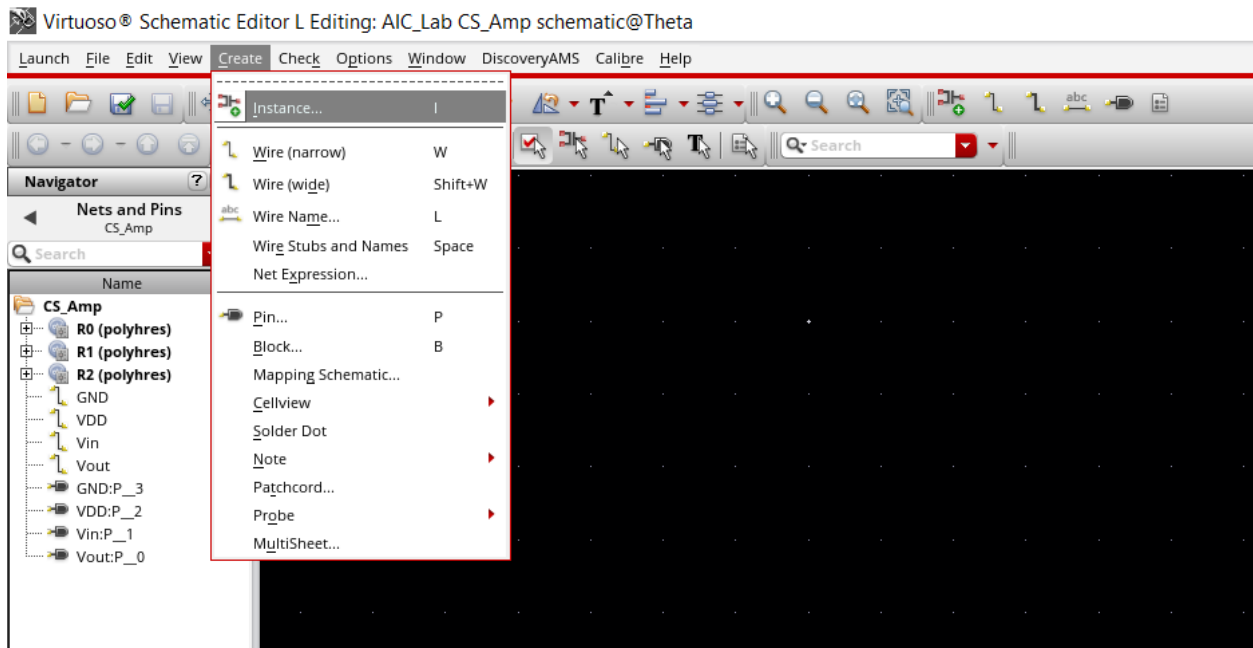 Virtuoso® Schematic Editor L Editing: AIC_Lab CS_Amp schematic@Theta
Launch File Edit View Create Check Options Window DiscoveryAMS Calibre Help
abc
Search
Navigator ?
Nets and Pins
CS_Amp
Search
Name
CS_Amp
R0 (polyhres)
R1 (polyhres)
R2 (polyhres)
GND
VDD
Vin
Vout
GND:P__3
VDD:P__2
Vin:P__1
Vout:P__0
Instance... I
Wire (narrow) W
Wire (wide) Shift+W
abc Wire Name... L
Wire Stubs and Names Space
Net Expression...
Pin... P
Block... B
Mapping Schematic...
Cellview
Solder Dot
Note
Patchcord...
Probe
MultiSheet...